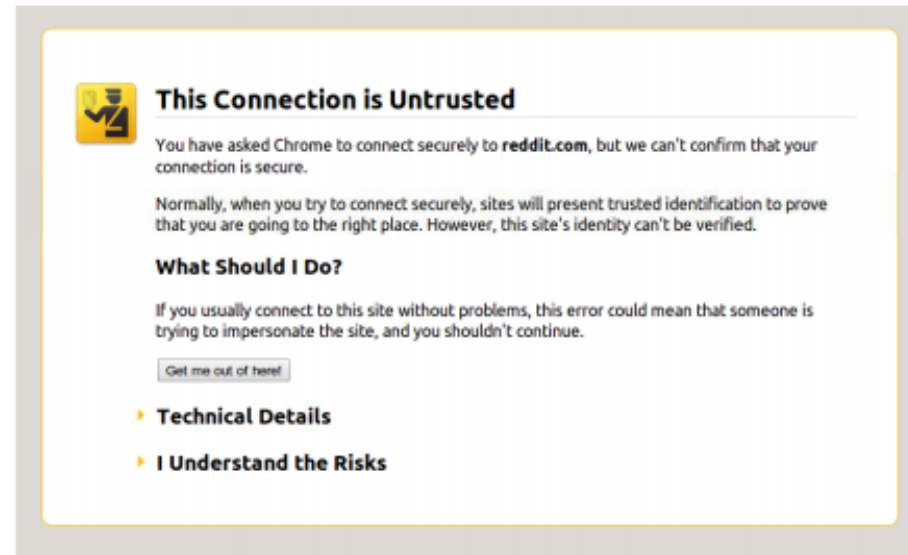 This Connection is Untrusted
You have asked Chrome to connect securely to reddit.com, but we can't confirm that your
connection is secure.
Normally, when you try to connect securely, sites will present trusted identification to prove
that you are going to the right place. However, this site's identity can't be verified.
What Should I Do?
If you usually connect to this site without problems, this error could mean that someone is
trying to impersonate the site, and you shouldn't continue.
Get me out of here!
Technical Details
I Understand the Risks